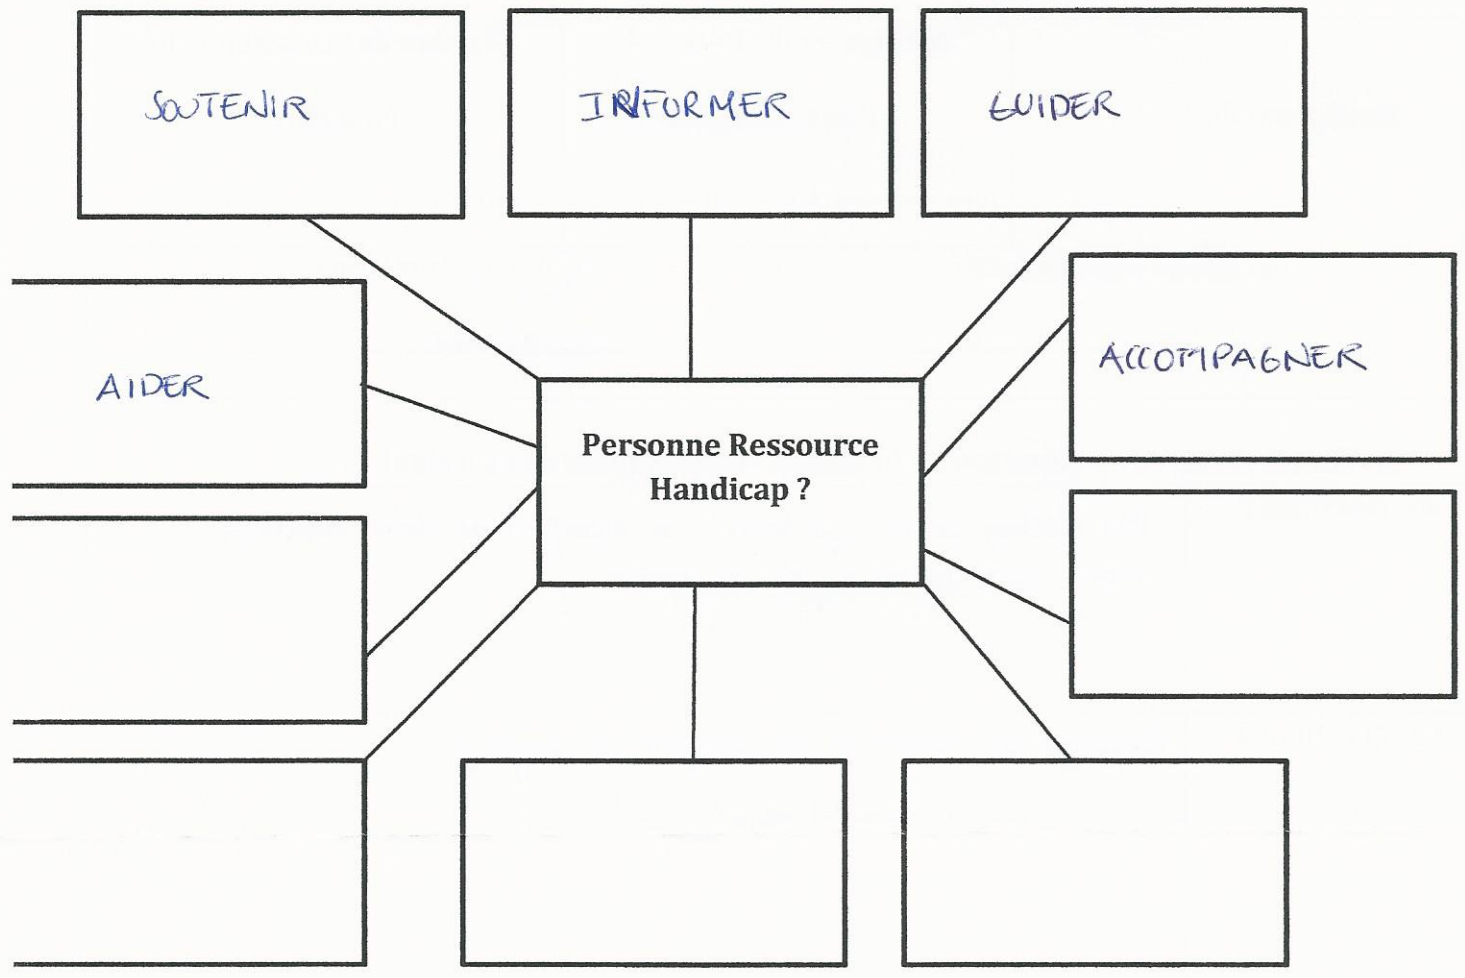 SOUTENIR
INFORMER
GUIDER
AIDER
ACCOMPAGNER
Personne Ressource
Handicap ?